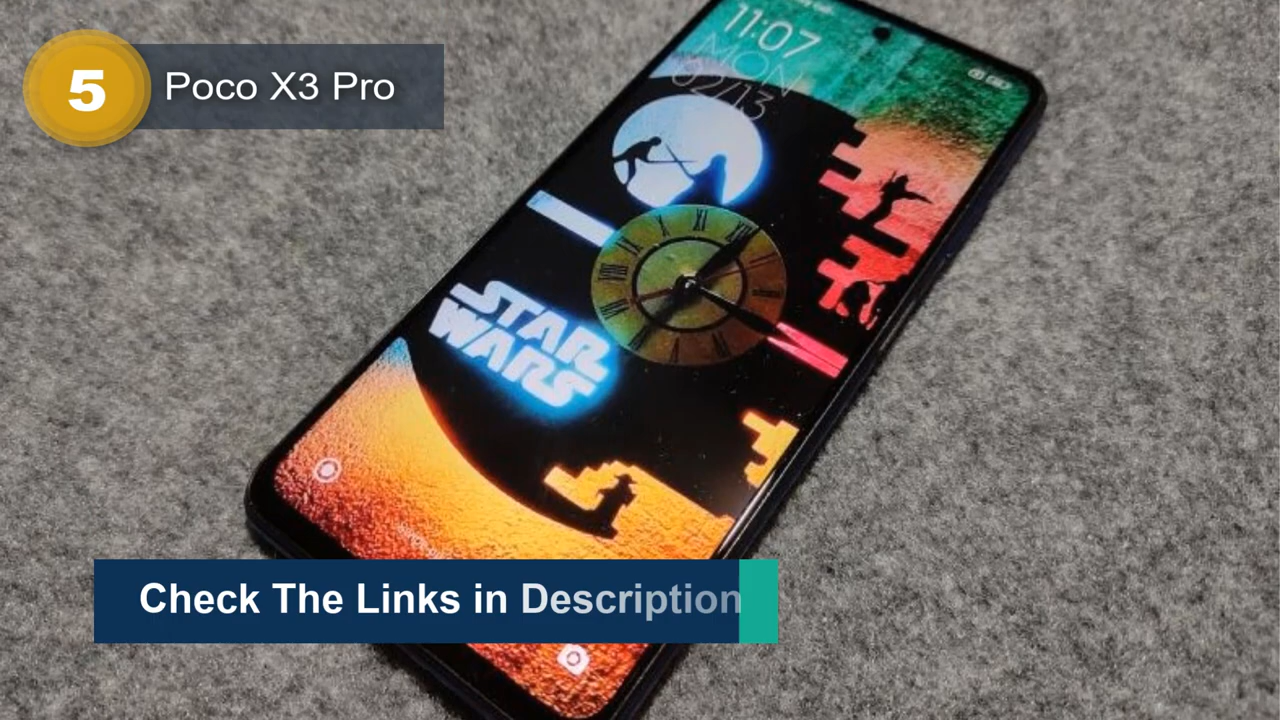 5
Poco X3 Pro
11:07
MON
02/13
STAR
WARS
Check The Links in Description